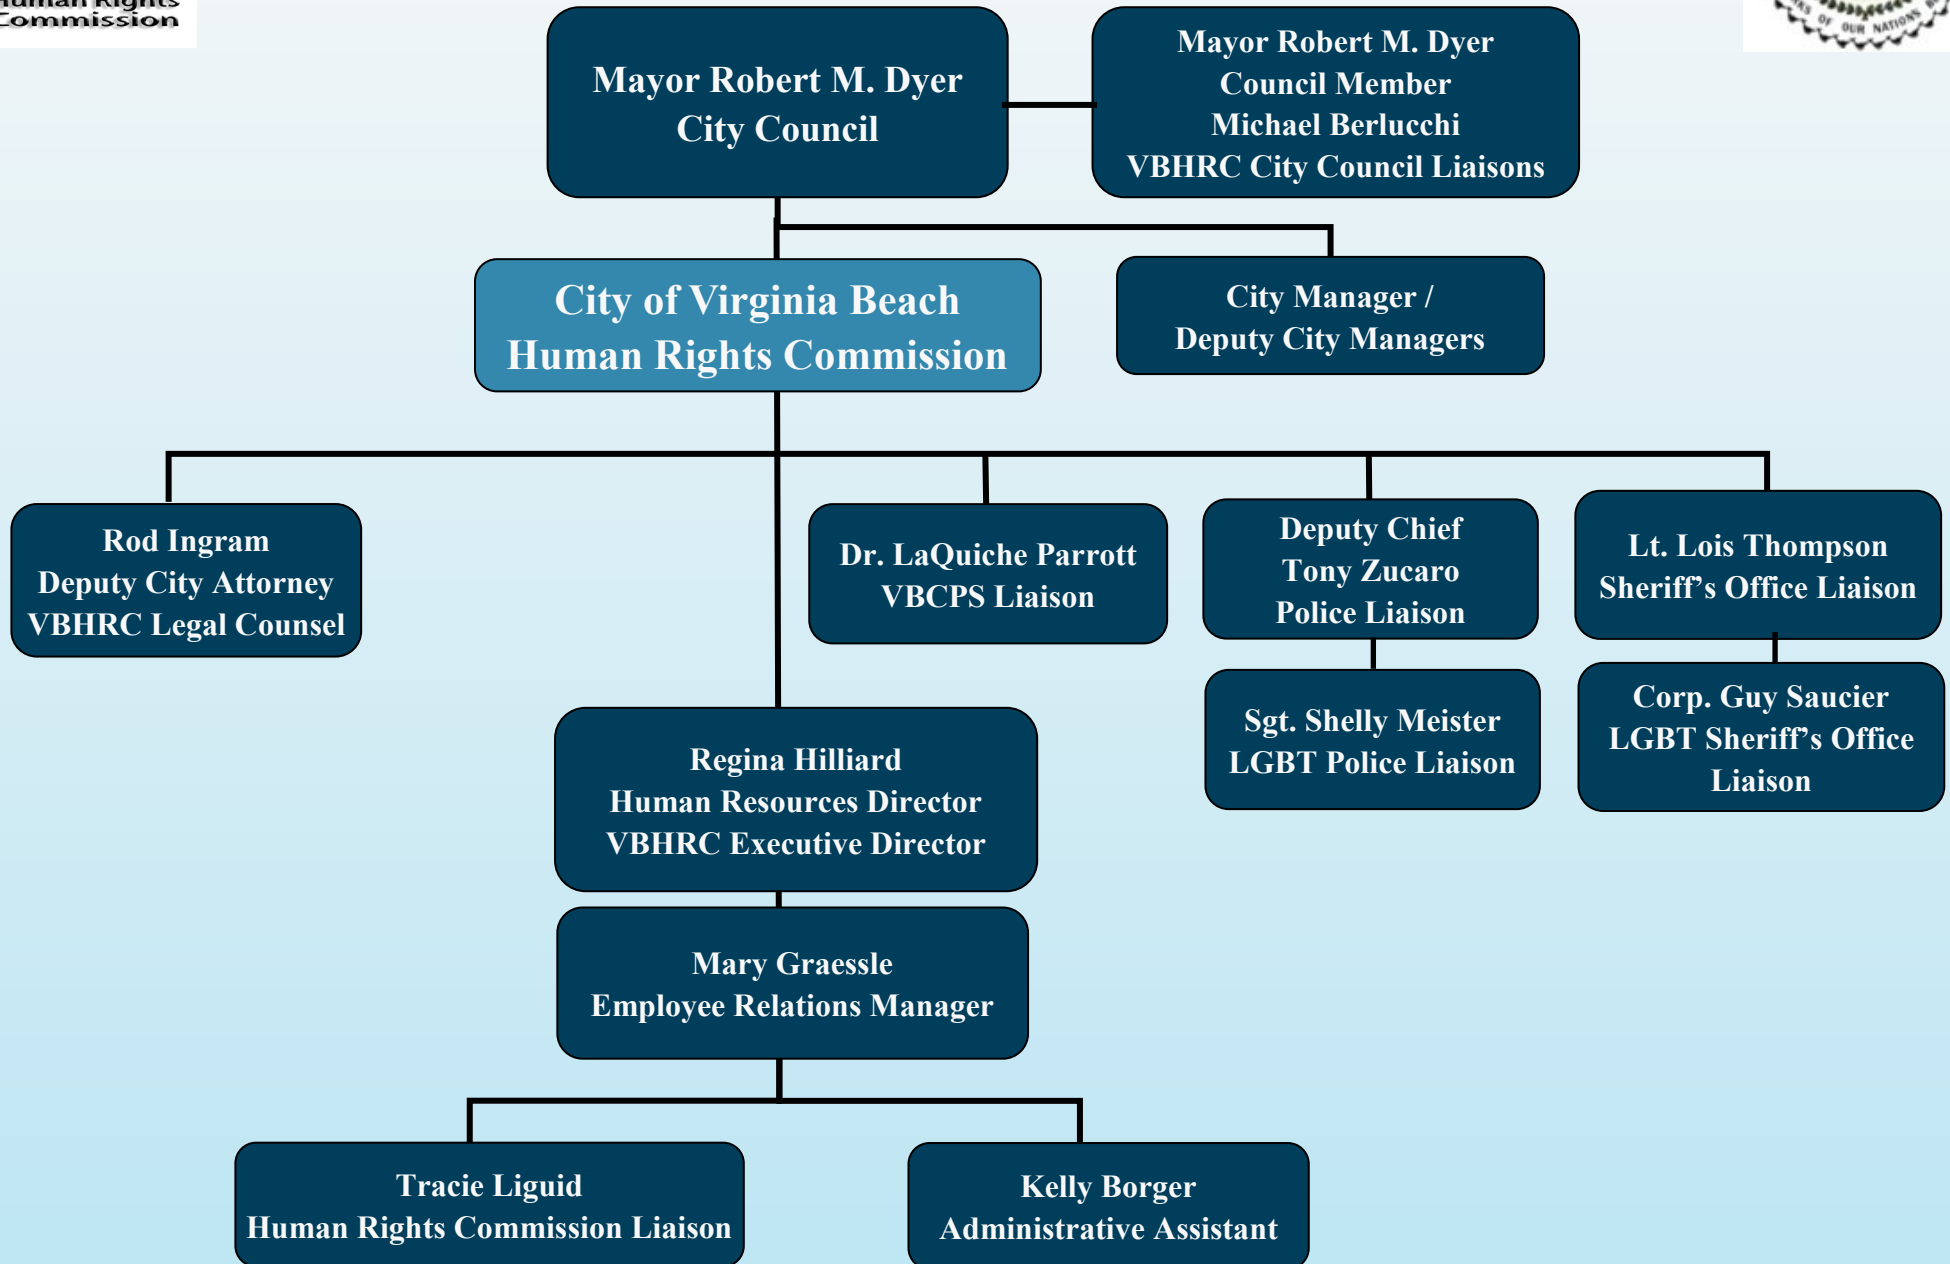 Human Rights
Commission
OF OUR NATIONS
Mayor Robert M. Dyer
City Council
Mayor Robert M. Dyer
Council Member
Michael Berlucchi
VBHRC City Council Liaisons
City of Virginia Beach
Human Rights Commission
City Manager /
Deputy City Managers
Rod Ingram
Deputy City Attorney
VBHRC Legal Counsel
Dr. LaQuiche Parrott
VBCPS Liaison
Deputy Chief
Tony Zucaro
Police Liaison
Lt. Lois Thompson
Sheriff’s Office Liaison
Sgt. Shelly Meister
LGBT Police Liaison
Corp. Guy Saucier
LGBT Sheriff’s Office
Liaison
Regina Hilliard
Human Resources Director
VBHRC Executive Director
Mary Graessle
Employee Relations Manager
Tracie Liguid
Human Rights Commission Liaison
Kelly Borger
Administrative Assistant